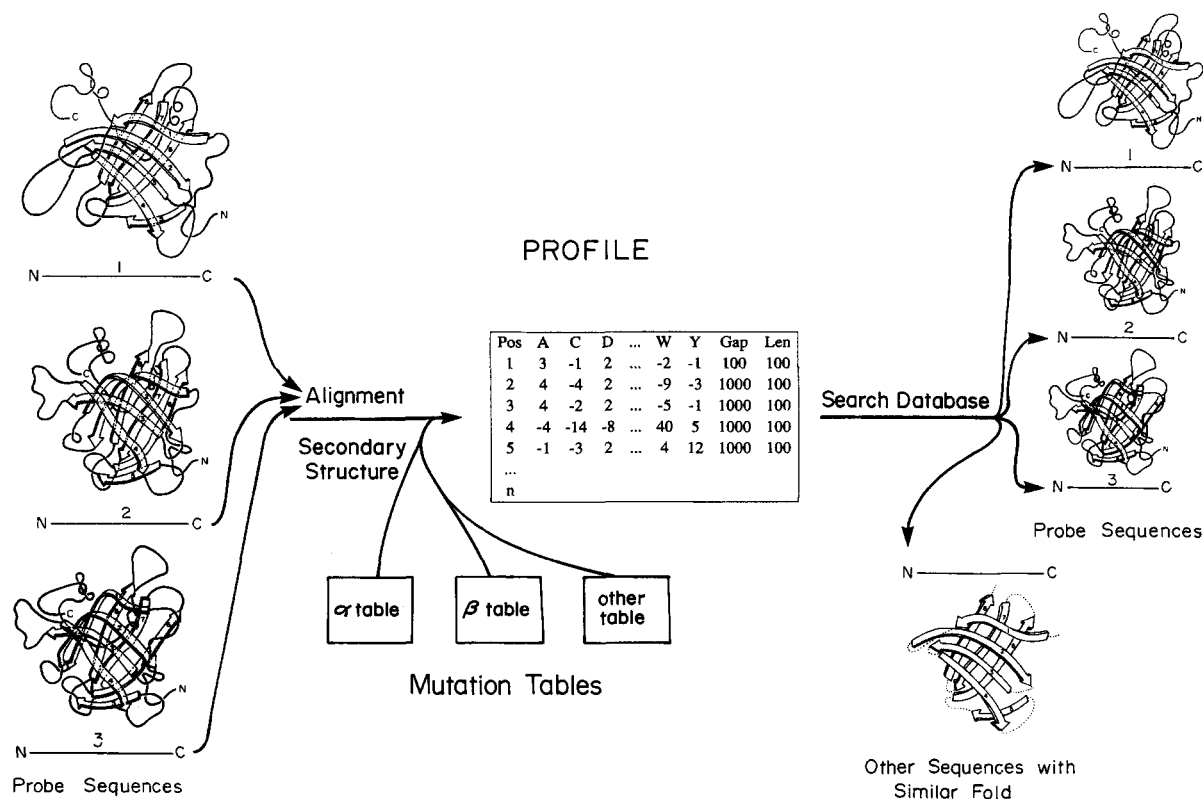 C
N
N 1 C
C
N
N 2 C
C
N
N 3 C
Probe Sequences
Alignment
Secondary
Structure
PROFILE
Pos A C D ... W Y Gap Len
1 3 -1 2 ... -2 -1 100 100
2 4 -4 2 ... -9 -3 1000 100
3 4 -2 2 ... -5 -1 1000 100
4 -4 -14 -8 ... 40 5 1000 100
5 -1 -3 2 ... 4 12 1000 100
...
n
α table
β table
other
table
Mutation Tables
Search Database
C
N
N 1 C
N
N 2 C
N
N 3 C
Probe Sequences
N C
Other Sequences with
Similar Fold